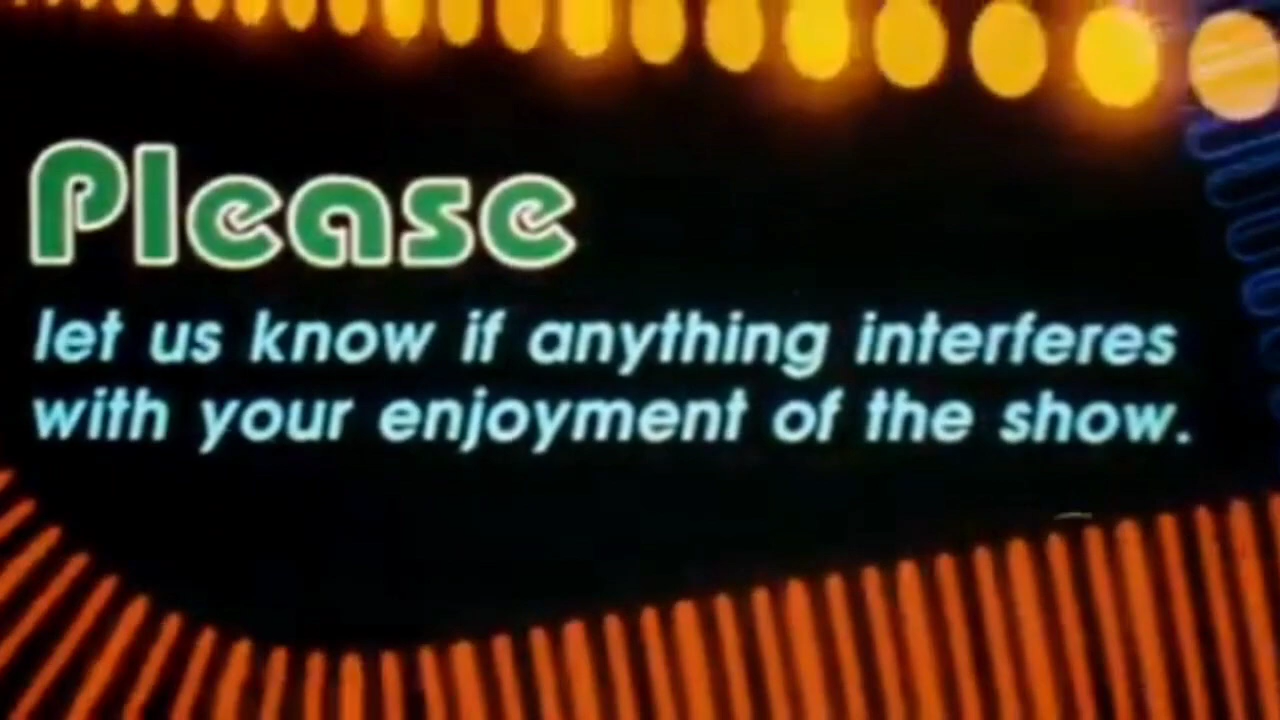 Please
let us know if anything interferes
with your enjoyment of the show.